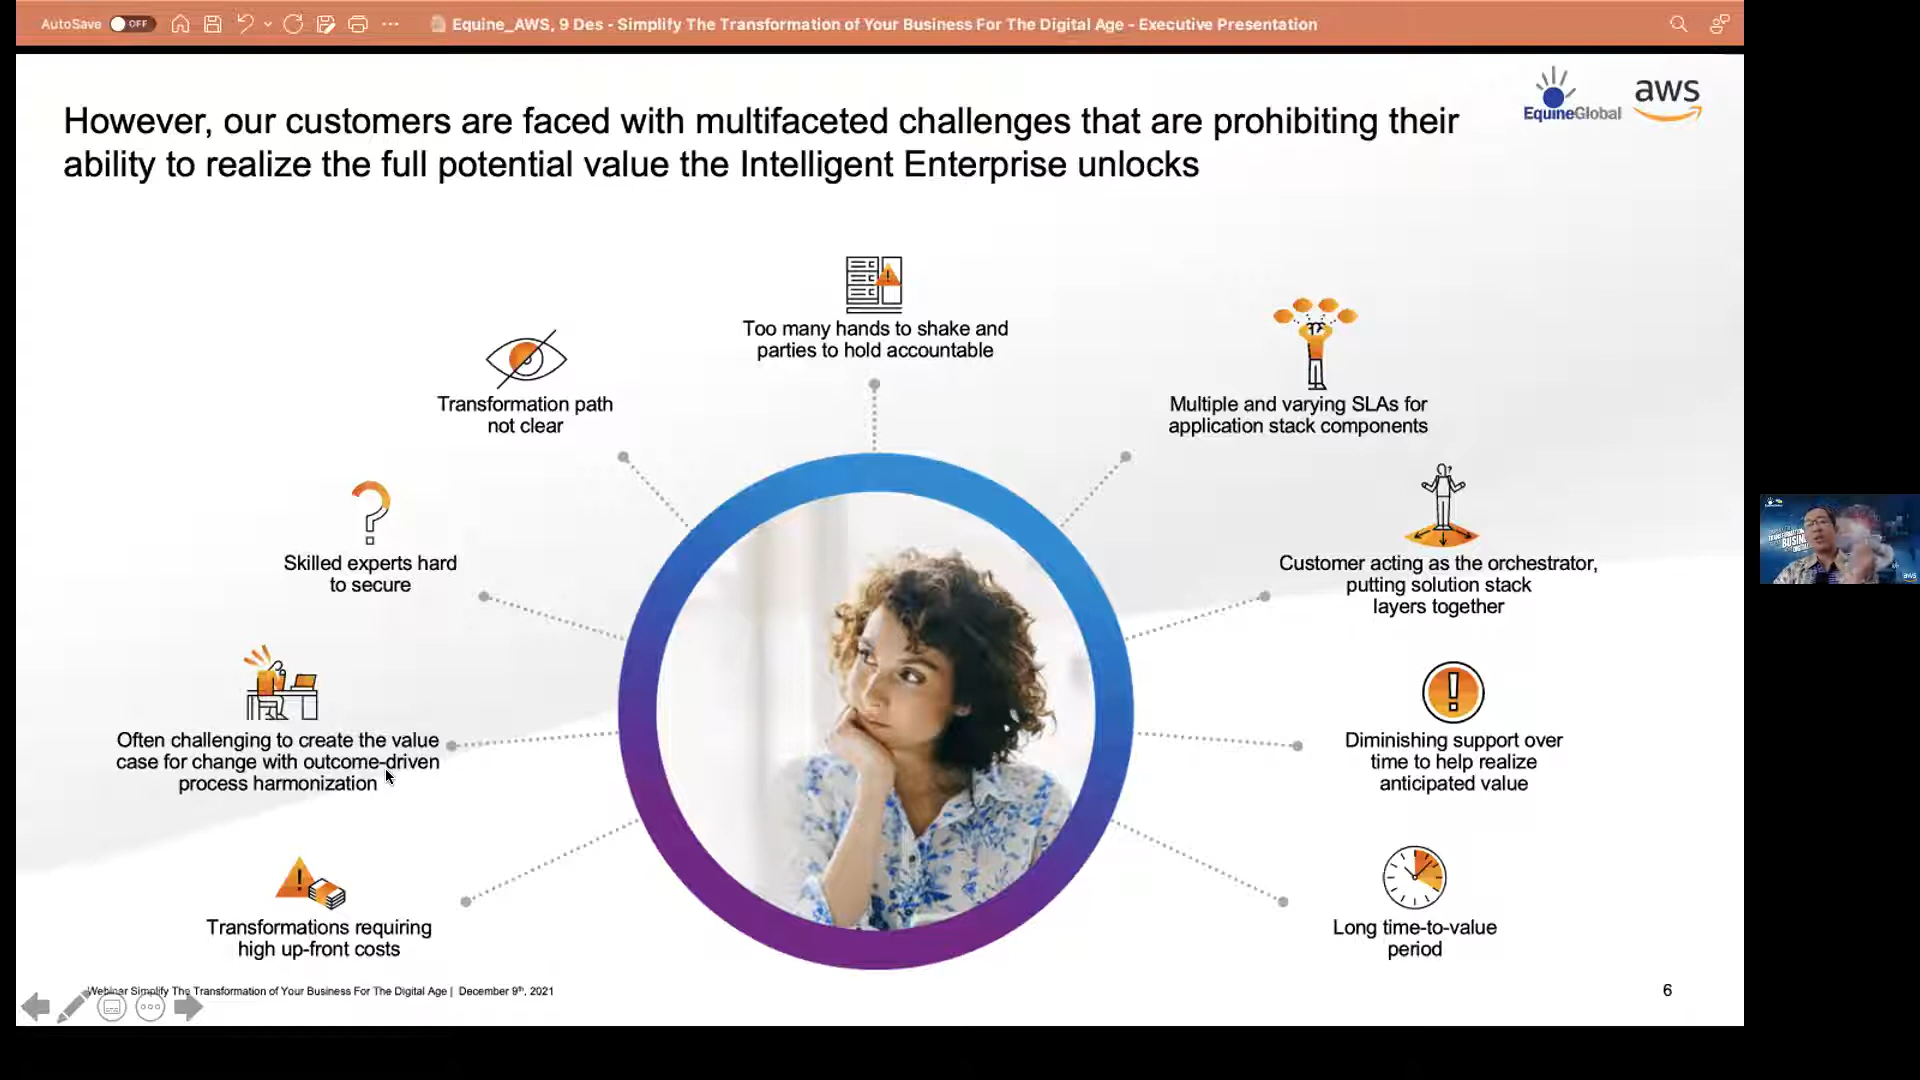 AutoSave OFF
Equine_AWS, 9 Des - Simplify The Transformation of Your Business For The Digital Age - Executive Presentation
EquineGlobal
aws
However, our customers are faced with multifaceted challenges that are prohibiting their
ability to realize the full potential value the Intelligent Enterprise unlocks
Too many hands to shake and
parties to hold accountable
Transformation path
not clear
Multiple and varying SLAs for
application stack components
Skilled experts hard
to secure
Customer acting as the orchestrator,
putting solution stack
layers together
Often challenging to create the value
case for change with outcome-driven
process harmonization
Diminishing support over
time to help realize
anticipated value
Transformations requiring
high up-front costs
Long time-to-value
period
Webinar Simplify The Transformation of Your Business For The Digital Age | December 9th, 2021
6
TRANSFORMATION
aws